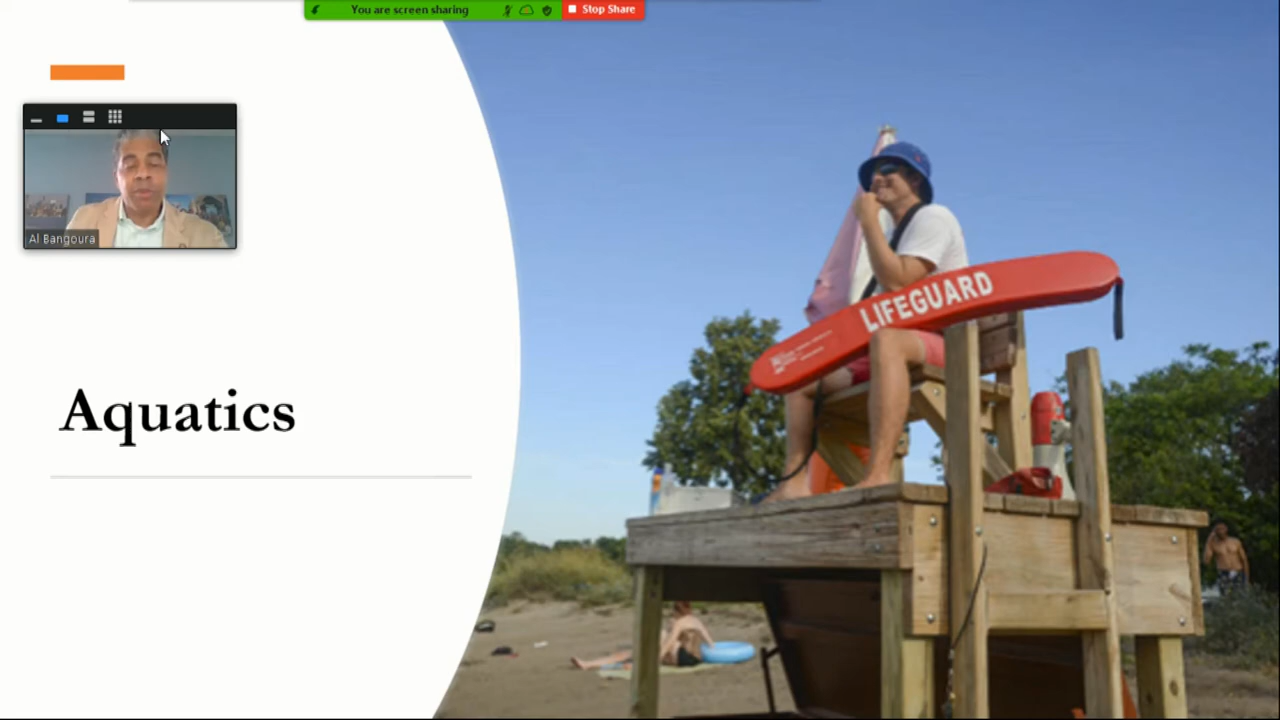 You are screen sharing
Stop Share
Al Bangoura
Aquatics
LIFEGUARD